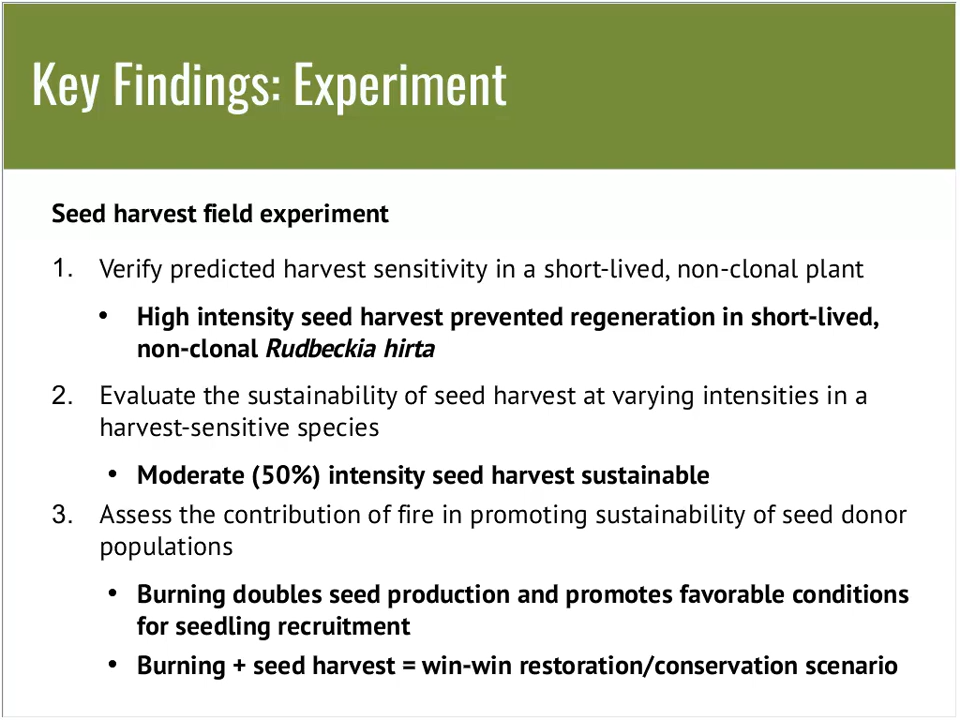 Key Findings: Experiment
Seed harvest field experiment
1. Verify predicted harvest sensitivity in a short-lived, non-clonal plant
• High intensity seed harvest prevented regeneration in short-lived,
non-clonal Rudbeckia hirta
2. Evaluate the sustainability of seed harvest at varying intensities in a
harvest-sensitive species
• Moderate (50%) intensity seed harvest sustainable
3. Assess the contribution of fire in promoting sustainability of seed donor
populations
• Burning doubles seed production and promotes favorable conditions
for seedling recruitment
• Burning + seed harvest = win-win restoration/conservation scenario